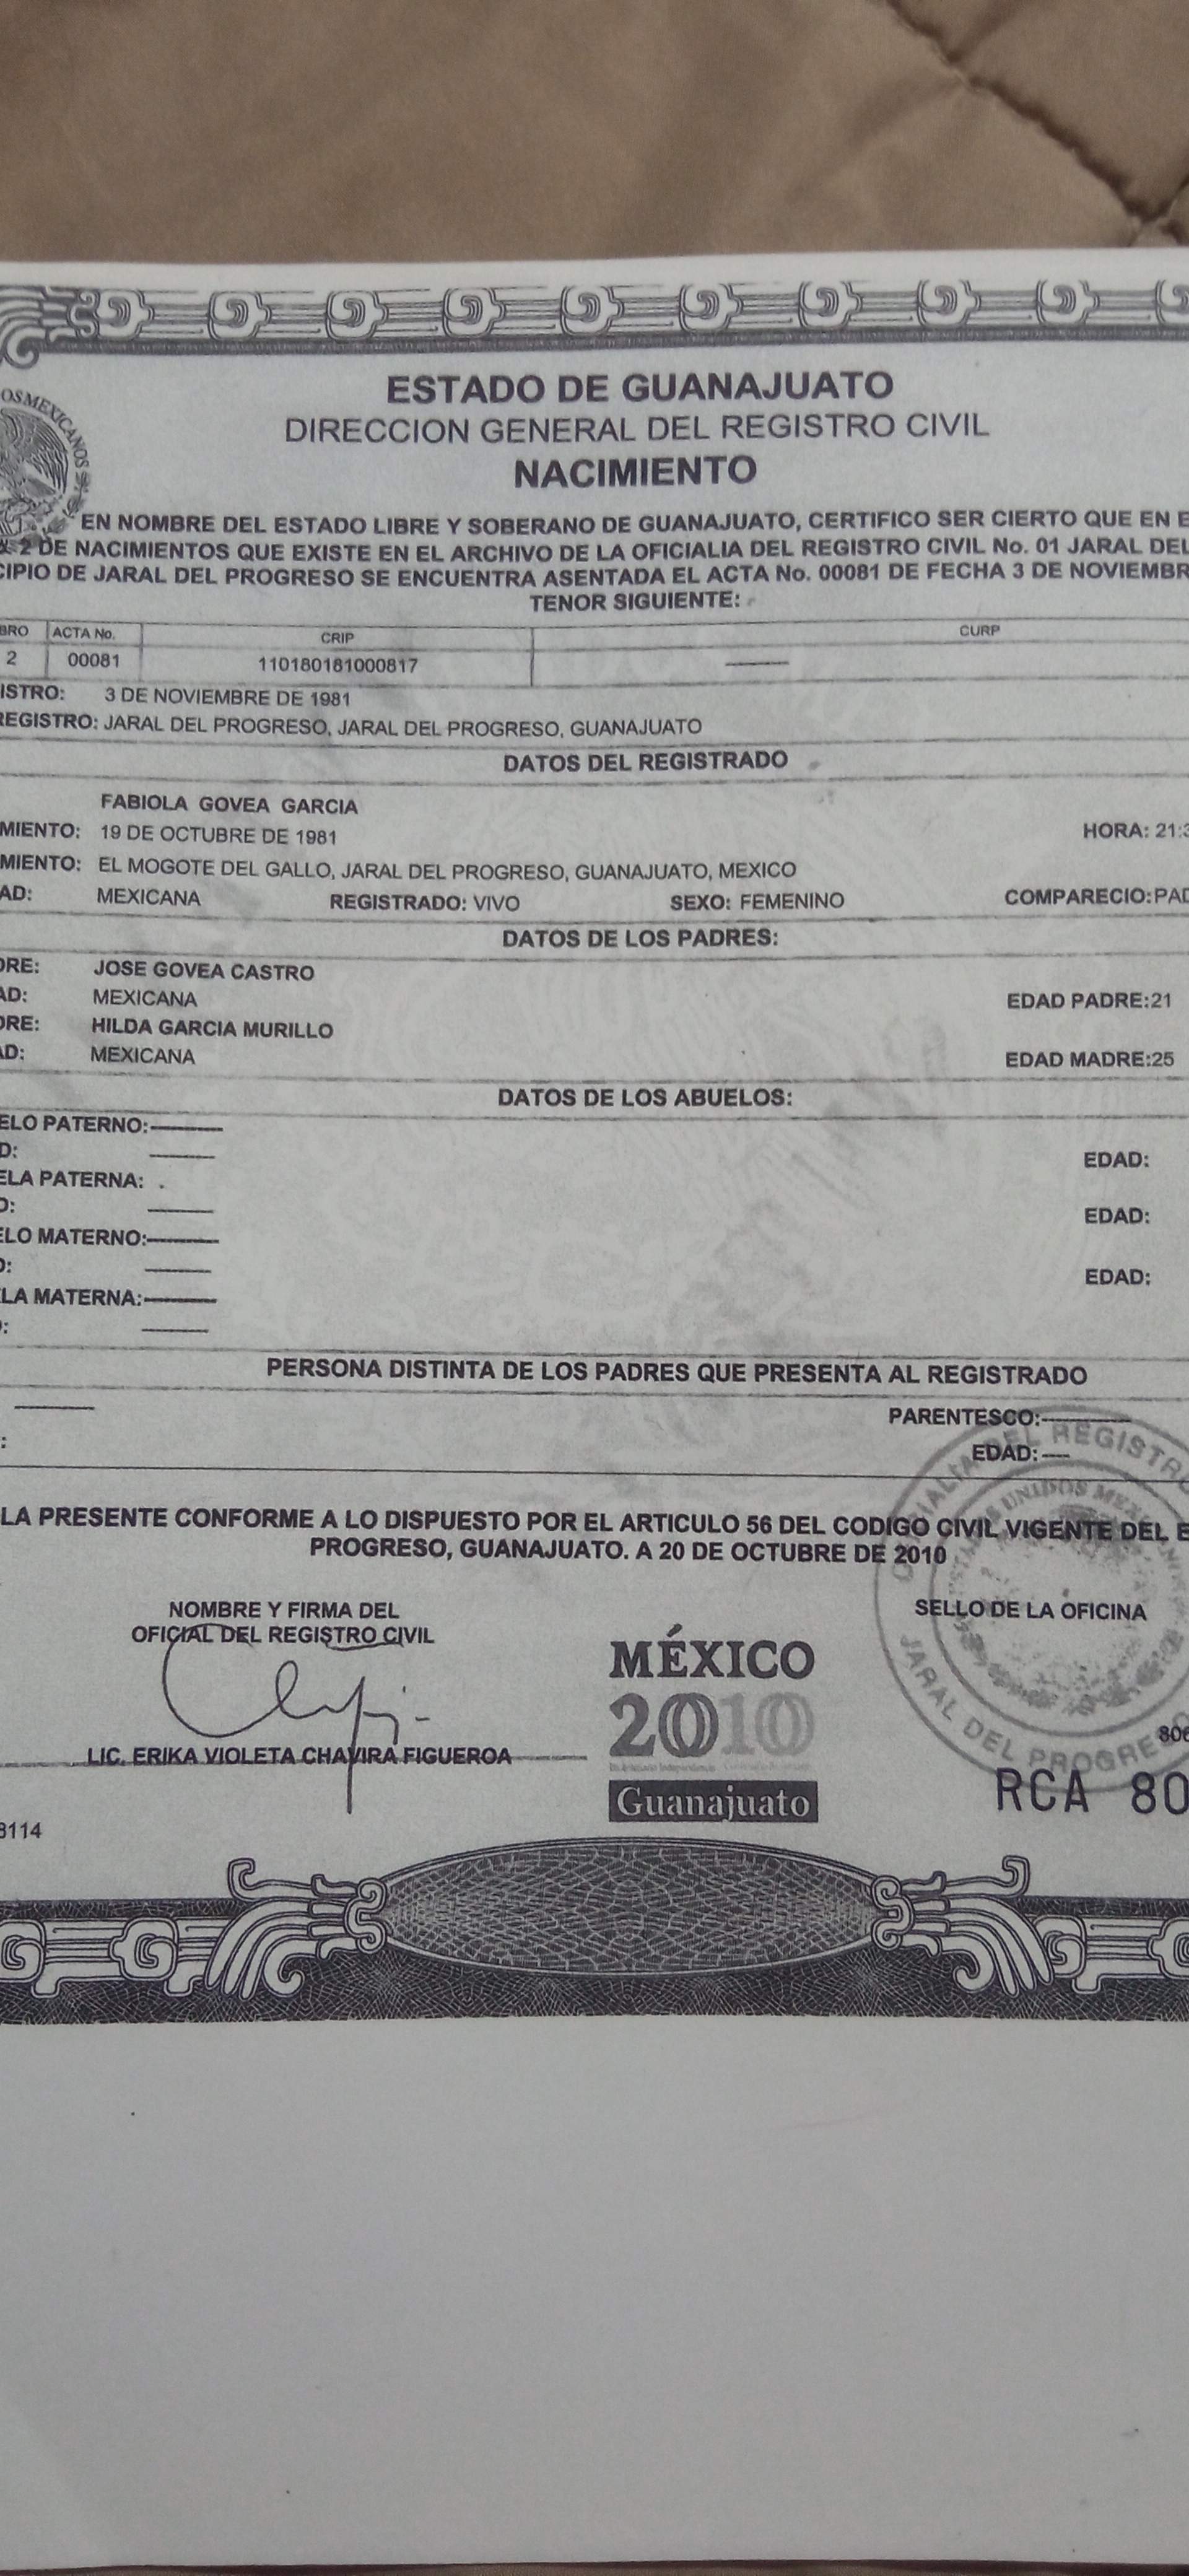 OSMEXICANOS
ESTADO DE GUANAJUATO
DIRECCION GENERAL DEL REGISTRO CIVIL
NACIMIENTO
EN NOMBRE DEL ESTADO LIBRE Y SOBERANO DE GUANAJUATO, CERTIFICO SER CIERTO QUE EN E
2 DE NACIMIENTOS QUE EXISTE EN EL ARCHIVO DE LA OFICIALIA DEL REGISTRO CIVIL No. 01 JARAL DEL
CIPIO DE JARAL DEL PROGRESO SE ENCUENTRA ASENTADA EL ACTA No. 00081 DE FECHA 3 DE NOVIEMBR
TENOR SIGUIENTE:
BRO ACTA No. CRIP CURP
2 00081 110180181000817
ISTRO: 3 DE NOVIEMBRE DE 1981
REGISTRO: JARAL DEL PROGRESO, JARAL DEL PROGRESO, GUANAJUATO
DATOS DEL REGISTRADO
FABIOLA GOVEA GARCIA
MIENTO: 19 DE OCTUBRE DE 1981 HORA: 21:3
MIENTO: EL MOGOTE DEL GALLO, JARAL DEL PROGRESO, GUANAJUATO, MEXICO
AD: MEXICANA REGISTRADO: VIVO SEXO: FEMENINO COMPARECIO:PAD
DATOS DE LOS PADRES:
DRE: JOSE GOVEA CASTRO
AD: MEXICANA EDAD PADRE:21
DRE: HILDA GARCIA MURILLO
AD: MEXICANA EDAD MADRE:25
DATOS DE LOS ABUELOS:
ELO PATERNO:
D: EDAD:
ELA PATERNA: .
D: EDAD:
ELO MATERNO:
D: EDAD:
LA MATERNA:
:
PERSONA DISTINTA DE LOS PADRES QUE PRESENTA AL REGISTRADO
PARENTESCO:
: EDAD:
LA PRESENTE CONFORME A LO DISPUESTO POR EL ARTICULO 56 DEL CODIGO CIVIL VIGENTE DEL E
PROGRESO, GUANAJUATO. A 20 DE OCTUBRE DE 2010
NOMBRE Y FIRMA DEL
OFICIAL DEL REGISTRO CIVIL
SELLO DE LA OFICINA
OFICIALIA DEL REGISTRO
UNIDOS MEX
JARAL DEL PROGRESO
MÉXICO
2010
Guanajuato
LIC. ERIKA VIOLETA CHAVIRA FIGUEROA
806
RCA 80
8114